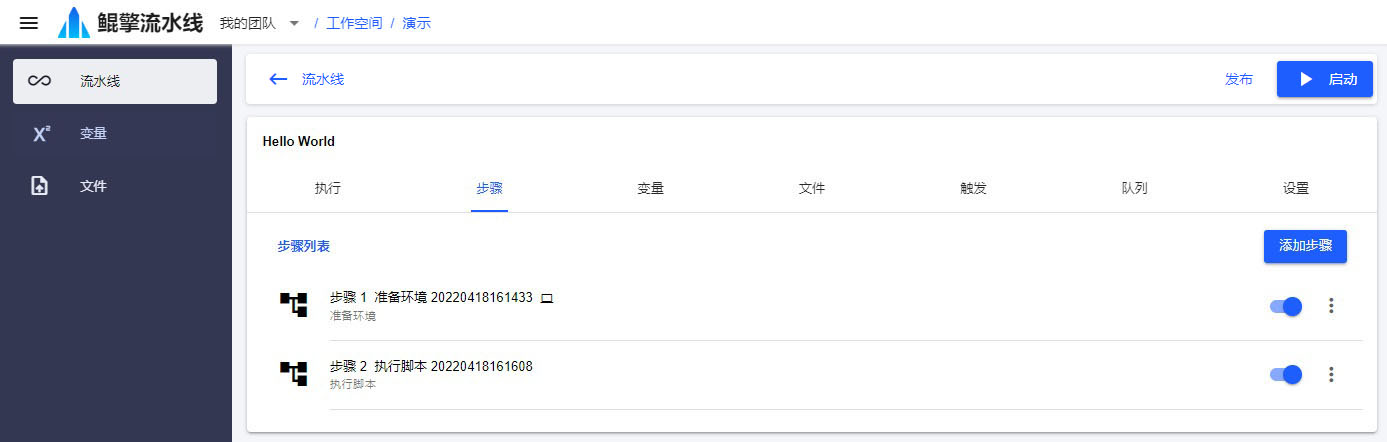 鲲擎流水线 我的团队 / 工作空间 / 演示
流水线
变量
文件
流水线 发布 启动
Hello World
执行 步骤 变量 文件 触发 队列 设置
步骤列表 添加步骤
步骤 1 准备环境 20220418161433
准备环境
步骤 2 执行脚本 20220418161608
执行脚本